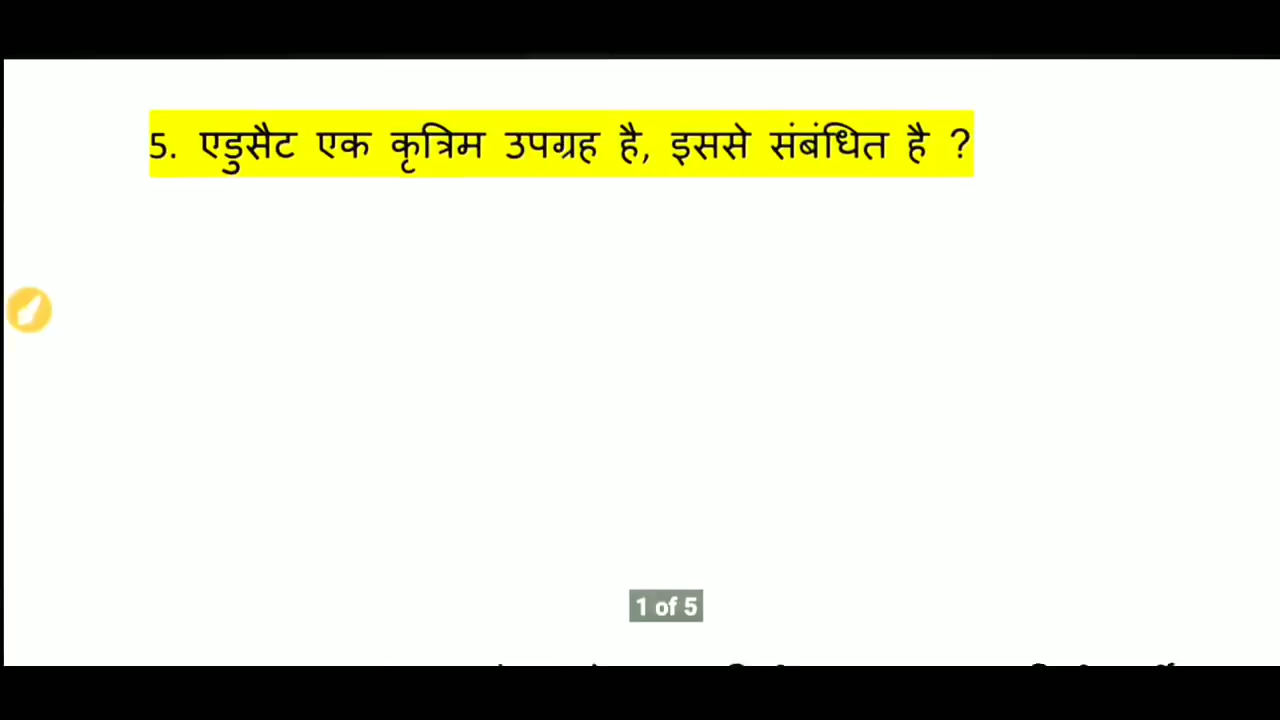 5. एडुसैट एक कृत्रिम उपग्रह है, इससे संबंधित है ?
1 of 5